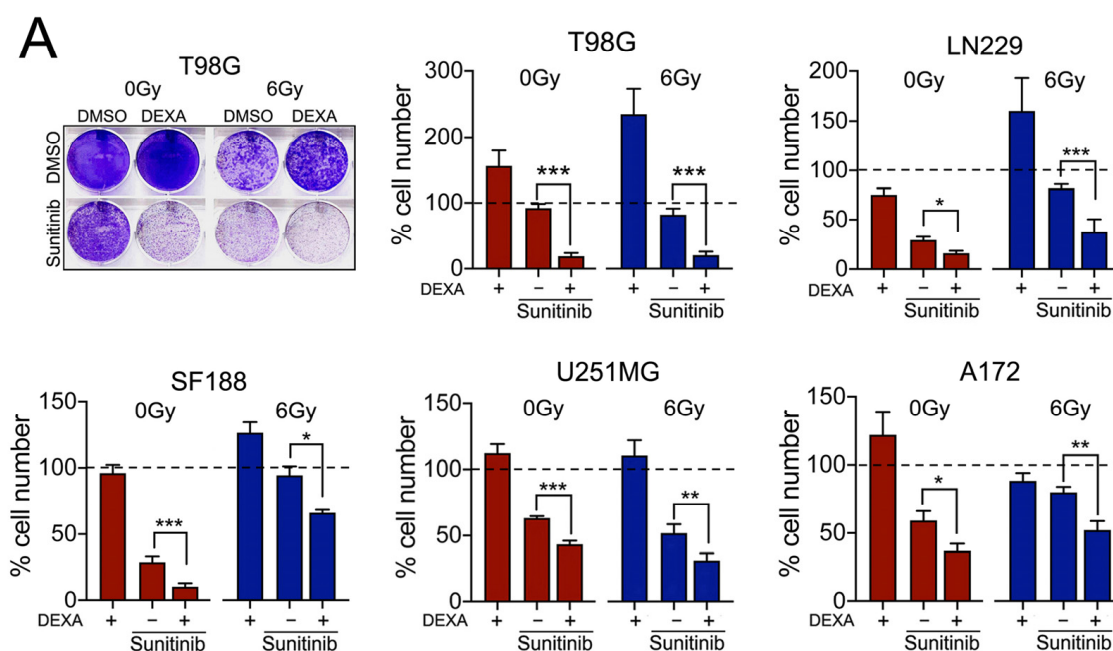 A
T98G
0Gy 6Gy
DMSO DEXA DMSO DEXA
DMSO
Sunitinib
T98G
% cell number
300
200
100
0
0Gy 6Gy
*** ***
DEXA + − + + − +
Sunitinib Sunitinib
LN229
% cell number
200
150
100
50
0
0Gy 6Gy
* ***
DEXA + − + + − +
Sunitinib Sunitinib
SF188
% cell number
150
100
50
0
0Gy 6Gy
*** *
DEXA + − + + − +
Sunitinib Sunitinib
U251MG
% cell number
150
100
50
0
0Gy 6Gy
*** **
DEXA + − + + − +
Sunitinib Sunitinib
A172
% cell number
150
100
50
0
0Gy 6Gy
* **
DEXA + − + + − +
Sunitinib Sunitinib